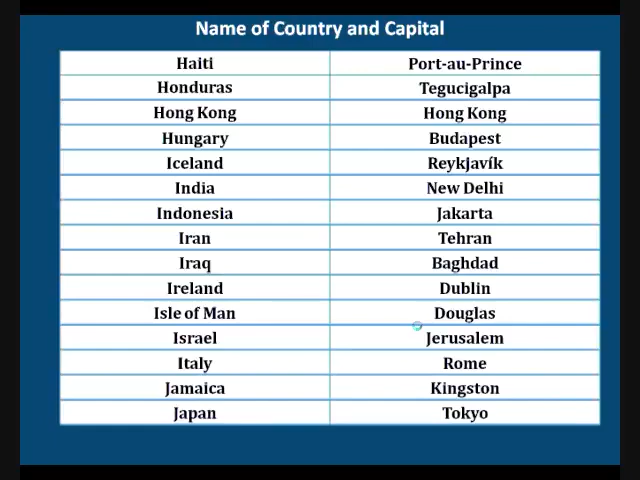 Name of Country and Capital
Haiti Port-au-Prince
Honduras Tegucigalpa
Hong Kong Hong Kong
Hungary Budapest
Iceland Reykjavík
India New Delhi
Indonesia Jakarta
Iran Tehran
Iraq Baghdad
Ireland Dublin
Isle of Man Douglas
Israel Jerusalem
Italy Rome
Jamaica Kingston
Japan Tokyo